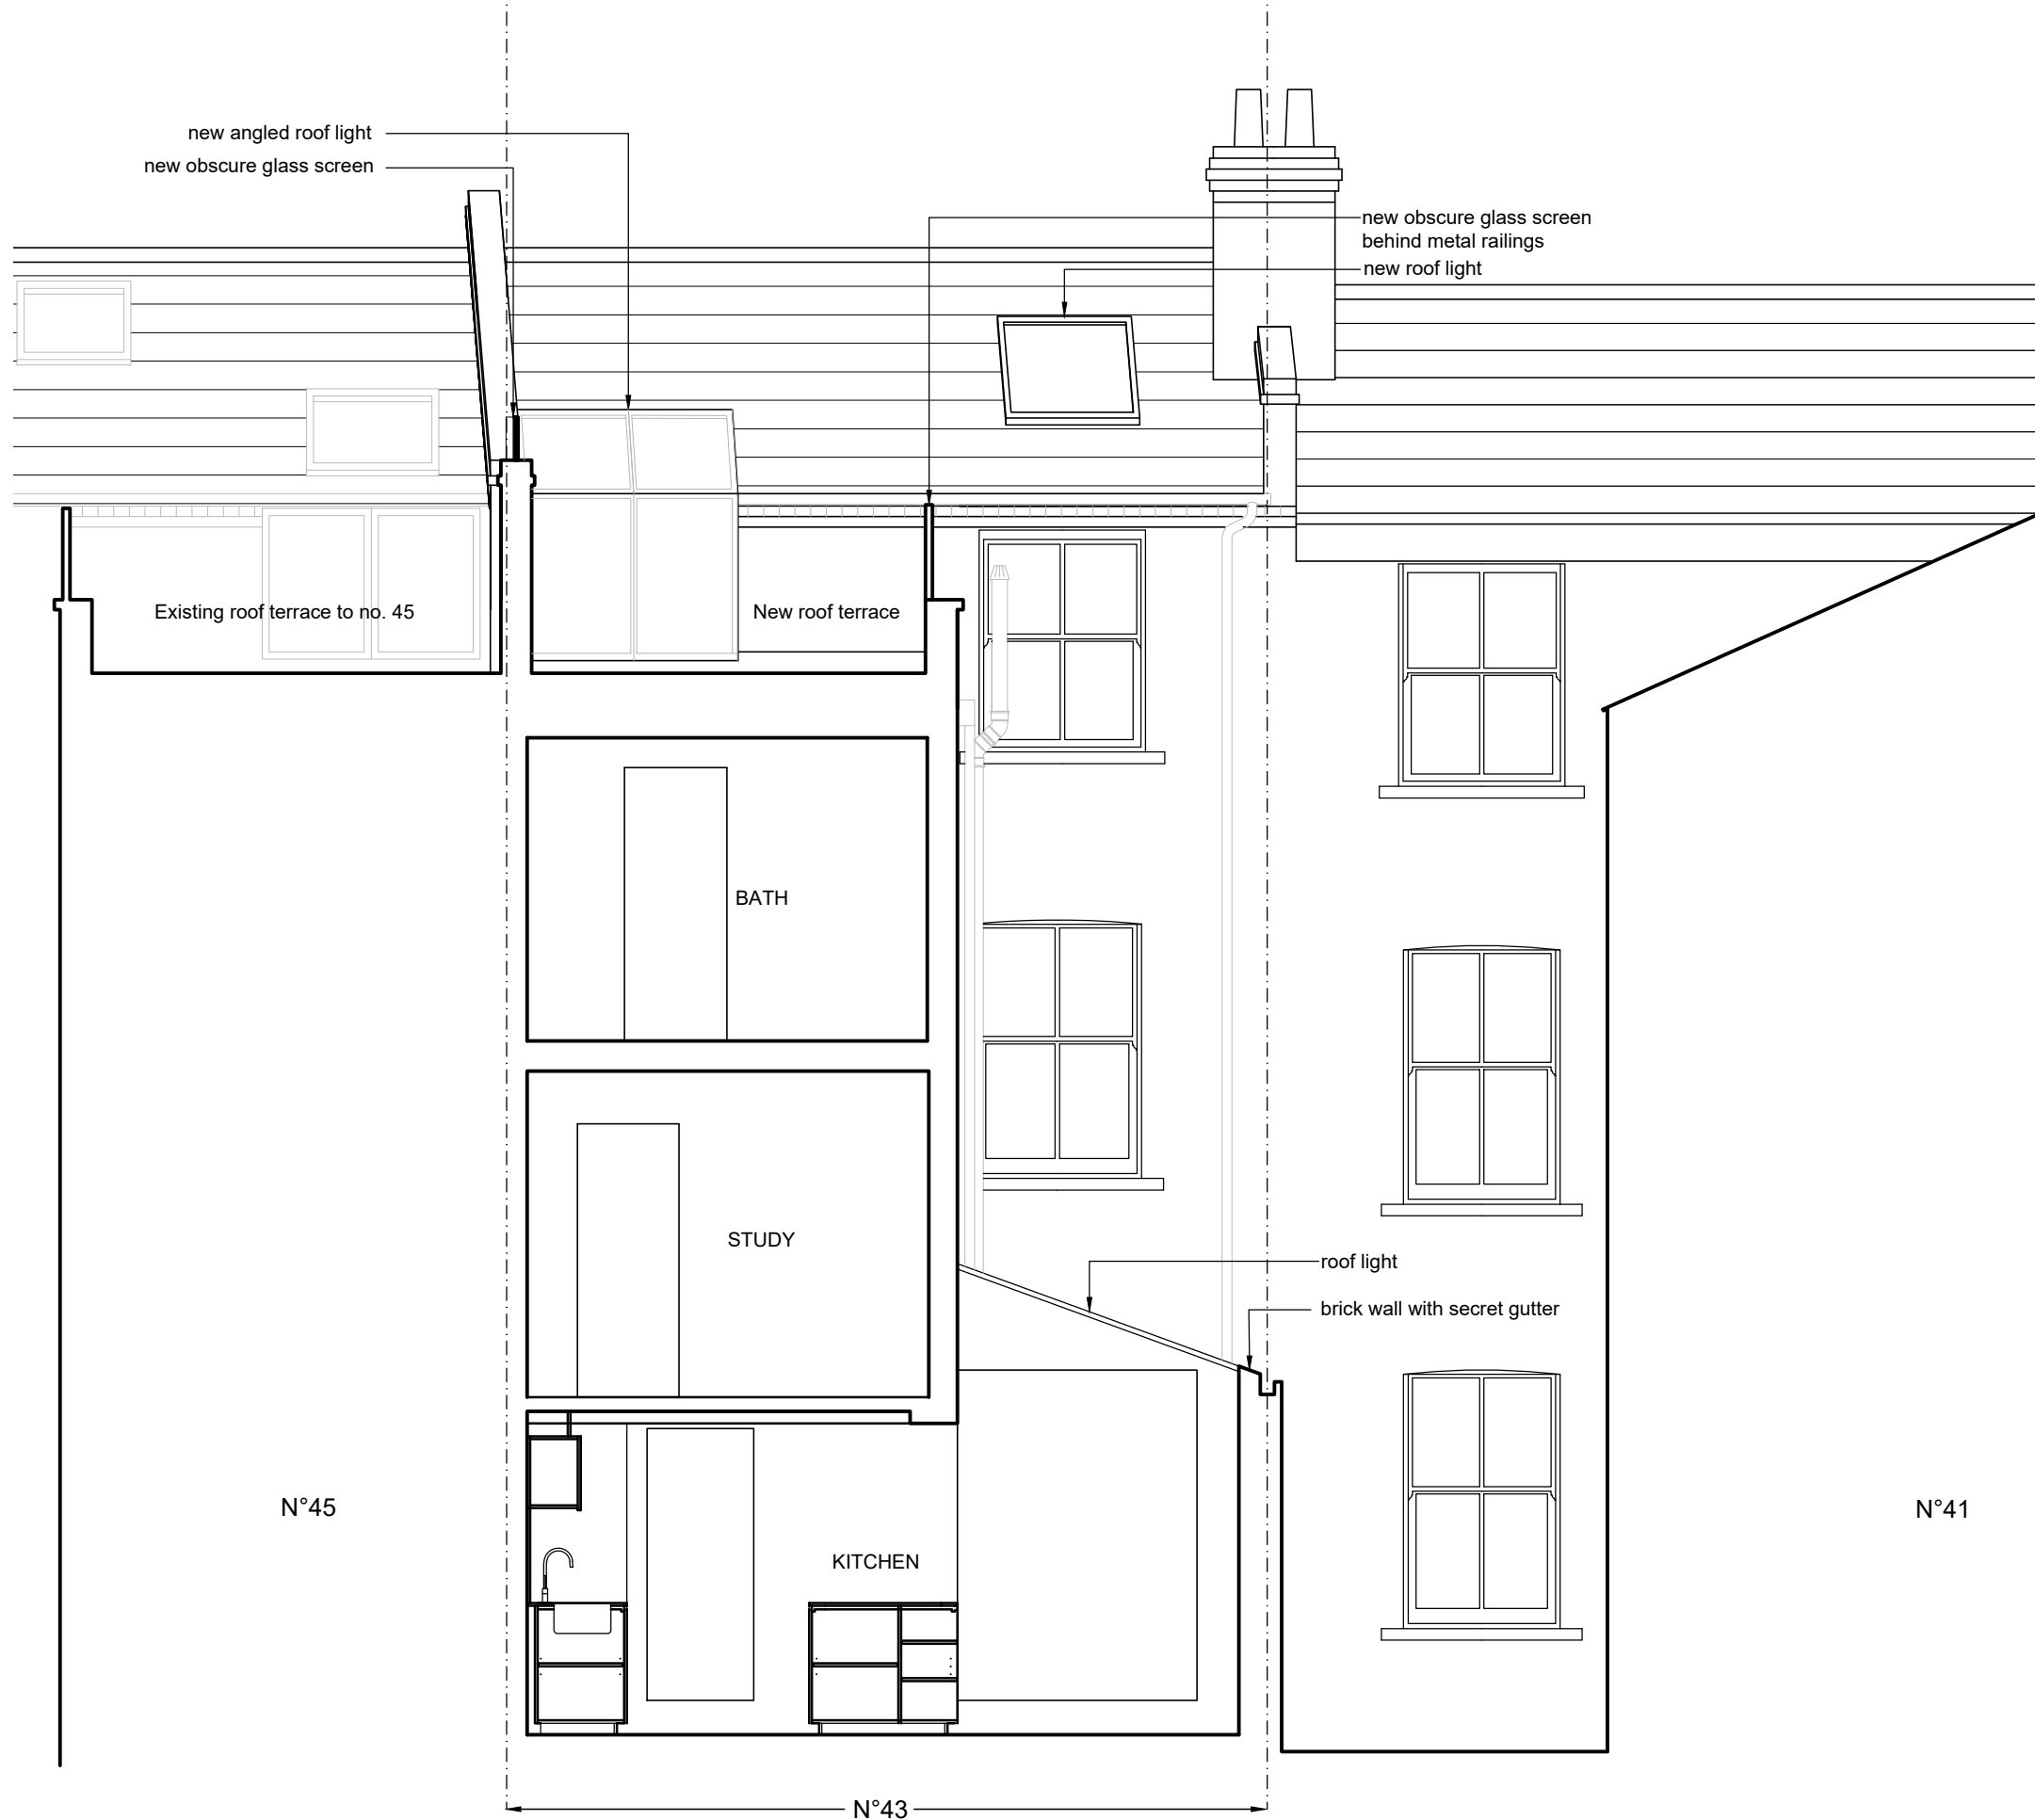 new angled roof light
new obscure glass screen
new obscure glass screen
behind metal railings
new roof light
Existing roof terrace to no. 45
New roof terrace
BATH
STUDY
roof light
brick wall with secret gutter
N°45
N°41
KITCHEN
N°43